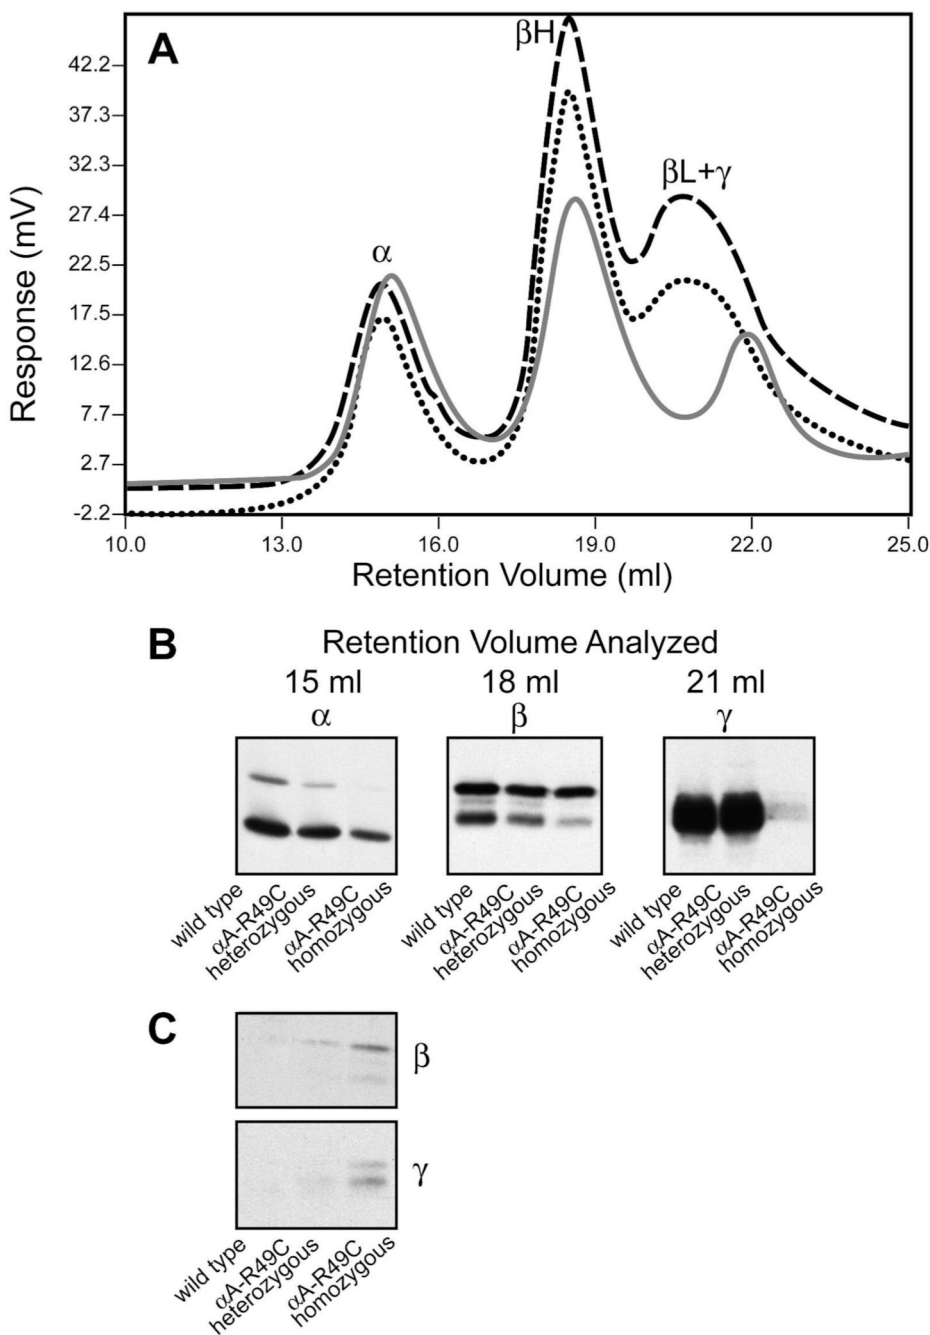 A
βH
βL+γ
α
42.2
37.3
32.3
27.4
22.5
17.5
12.6
7.7
2.7
-2.2
Response (mV)
10.0 13.0 16.0 19.0 22.0 25.0
Retention Volume (ml)
B
Retention Volume Analyzed
15 ml 18 ml 21 ml
α β γ
wild type
αA-R49C
heterozygous
αA-R49C
homozygous
wild type
αA-R49C
heterozygous
αA-R49C
homozygous
wild type
αA-R49C
heterozygous
αA-R49C
homozygous
C
β
γ
wild type
αA-R49C
heterozygous
αA-R49C
homozygous